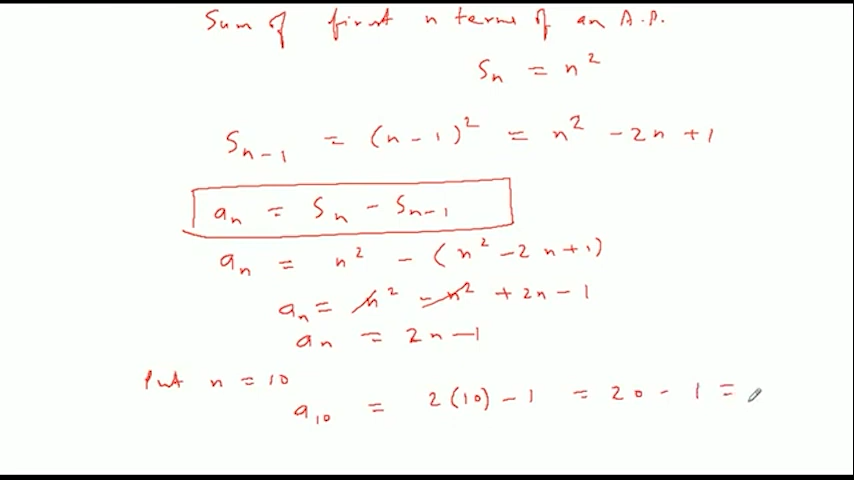 Sum of first n terms of an A.P.
Sn = n²
Sn-1 = (n-1)² = n² -2n +1
an = Sn - Sn-1
an = n² - (n² -2n+1)
an = n² - n² + 2n - 1
an = 2n-1
Put n = 10
a10 = 2(10) - 1 = 20 - 1 =